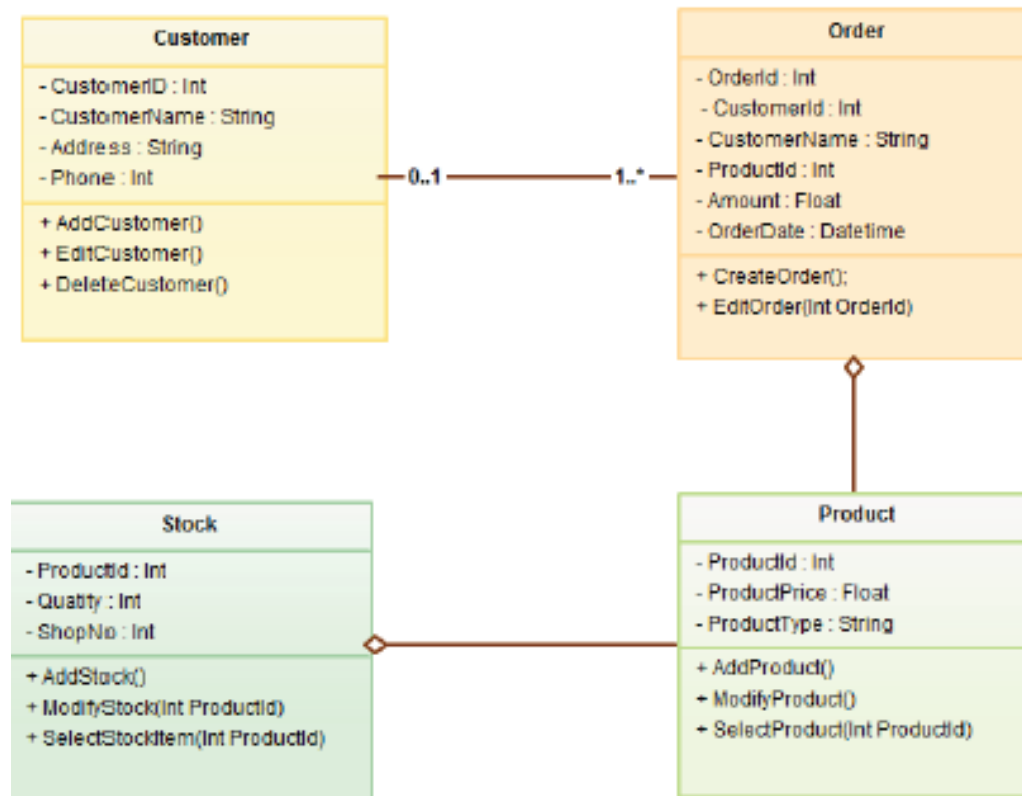 Customer
- CustomerID : Int
- CustomerName : String
- Address : String
- Phone : Int
+ AddCustomer()
+ EditCustomer()
+ DeleteCustomer()
0..1
1..*
Order
- OrderId : Int
- CustomerId : Int
- CustomerName : String
- ProductId : Int
- Amount : Float
- OrderDate : Datetime
+ CreateOrder();
+ EditOrder(Int OrderId)
Stock
- ProductId : Int
- Quatity : Int
- ShopNo : Int
+ AddStock()
+ ModifyStock(Int ProductId)
+ SelectStockItem(Int ProductId)
Product
- ProductId : Int
- ProductPrice : Float
- ProductType : String
+ AddProduct()
+ ModifyProduct()
+ SelectProduct(Int ProductId)